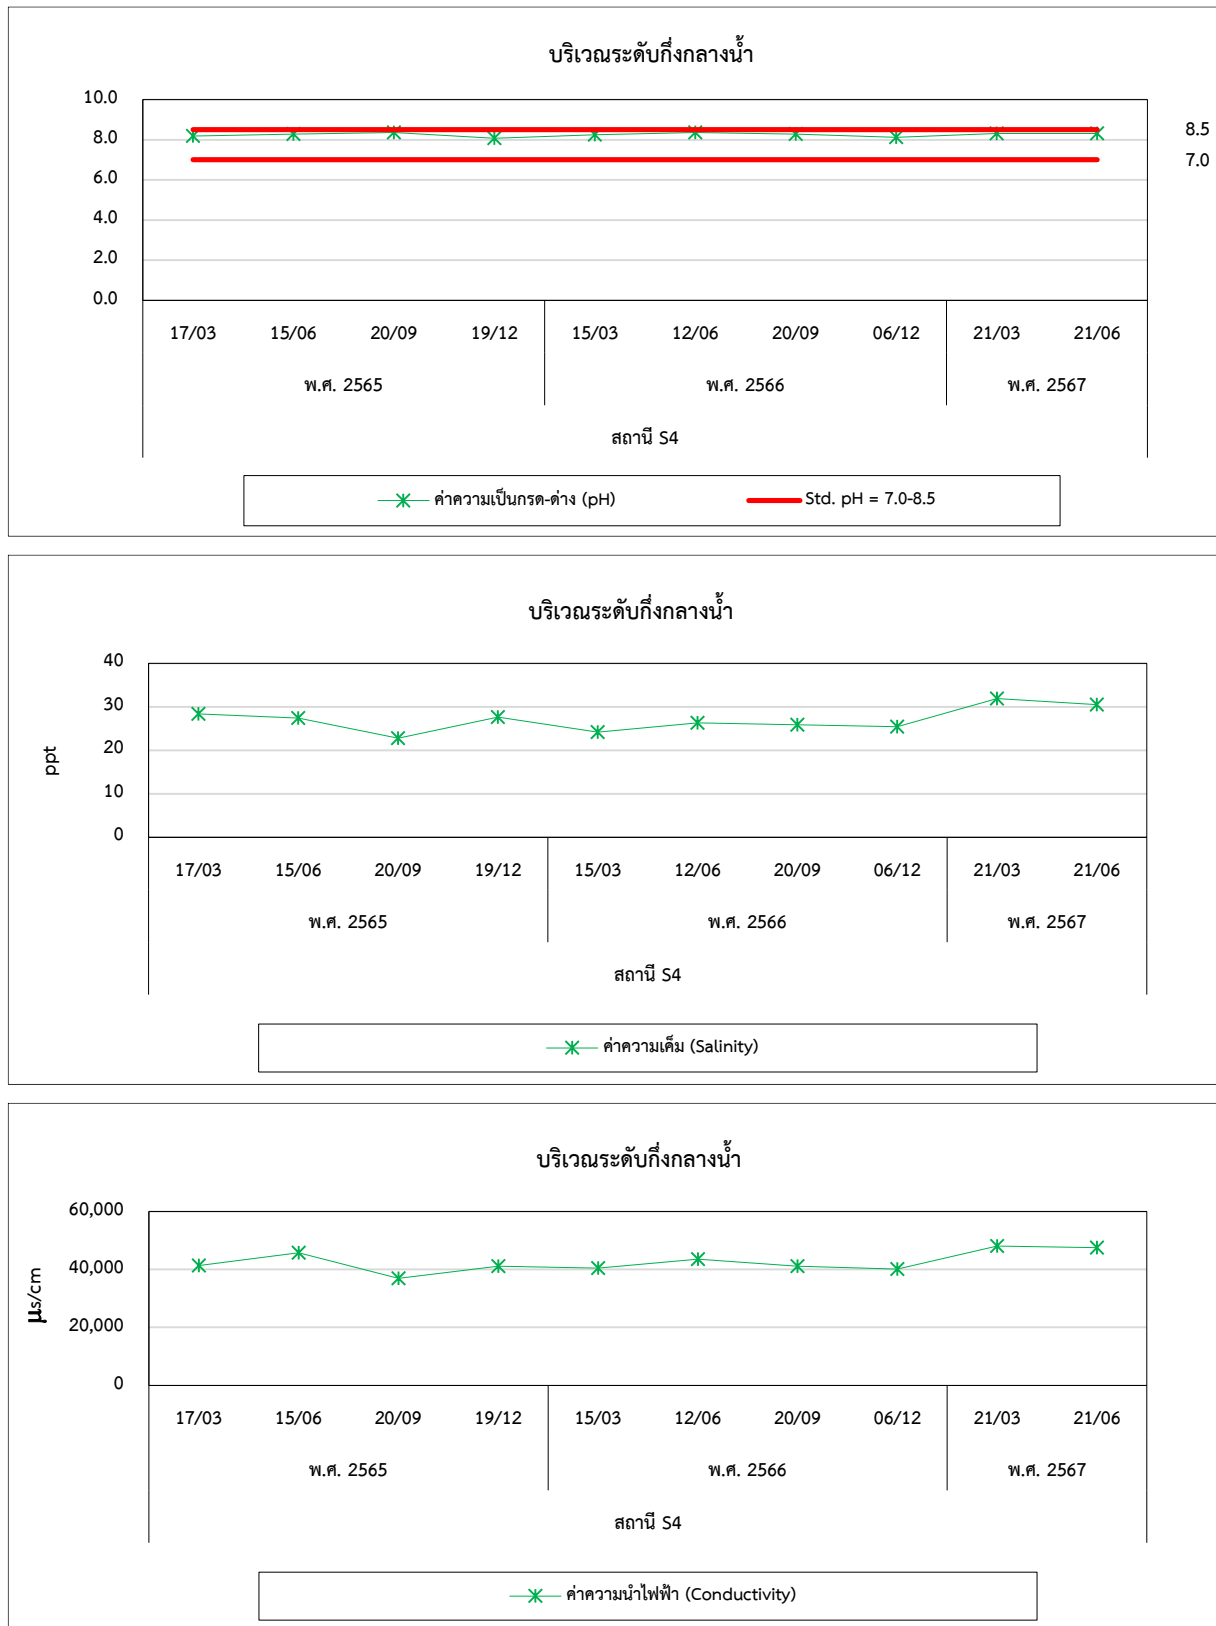 บริเวณระดับกึ่งกลางน้ำ
10.0
8.0
6.0
4.0
2.0
0.0
8.5
7.0
17/03 15/06 20/09 19/12 15/03 12/06 20/09 06/12 21/03 21/06
พ.ศ. 2565 พ.ศ. 2566 พ.ศ. 2567
สถานี S4
ค่าความเป็นกรด-ด่าง (pH) Std. pH = 7.0-8.5
บริเวณระดับกึ่งกลางน้ำ
ppt
40
30
20
10
0
17/03 15/06 20/09 19/12 15/03 12/06 20/09 06/12 21/03 21/06
พ.ศ. 2565 พ.ศ. 2566 พ.ศ. 2567
สถานี S4
ค่าความเค็ม (Salinity)
บริเวณระดับกึ่งกลางน้ำ
µs/cm
60,000
40,000
20,000
0
17/03 15/06 20/09 19/12 15/03 12/06 20/09 06/12 21/03 21/06
พ.ศ. 2565 พ.ศ. 2566 พ.ศ. 2567
สถานี S4
ค่าความนำไฟฟ้า (Conductivity)